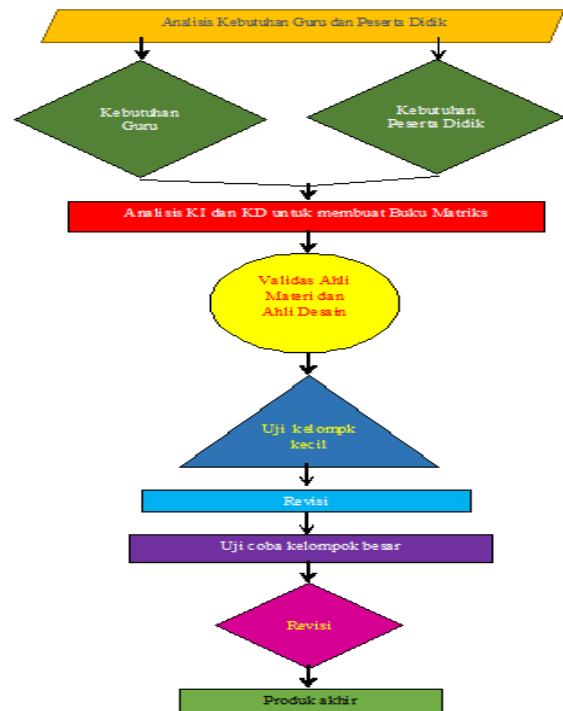 Analisis Kebutuhan Guru dan Peserta Didik
Kebutuhan
Guru
Kebutuhan
Peserta Didik
Analisis KI dan KD untuk membuat Buku Matriks
Validas Ahli
Materi dan
Ahli Desain
Uji kelompk
kecil
Revisi
Uji coba kelompok besar
Revisi
Produk akhir